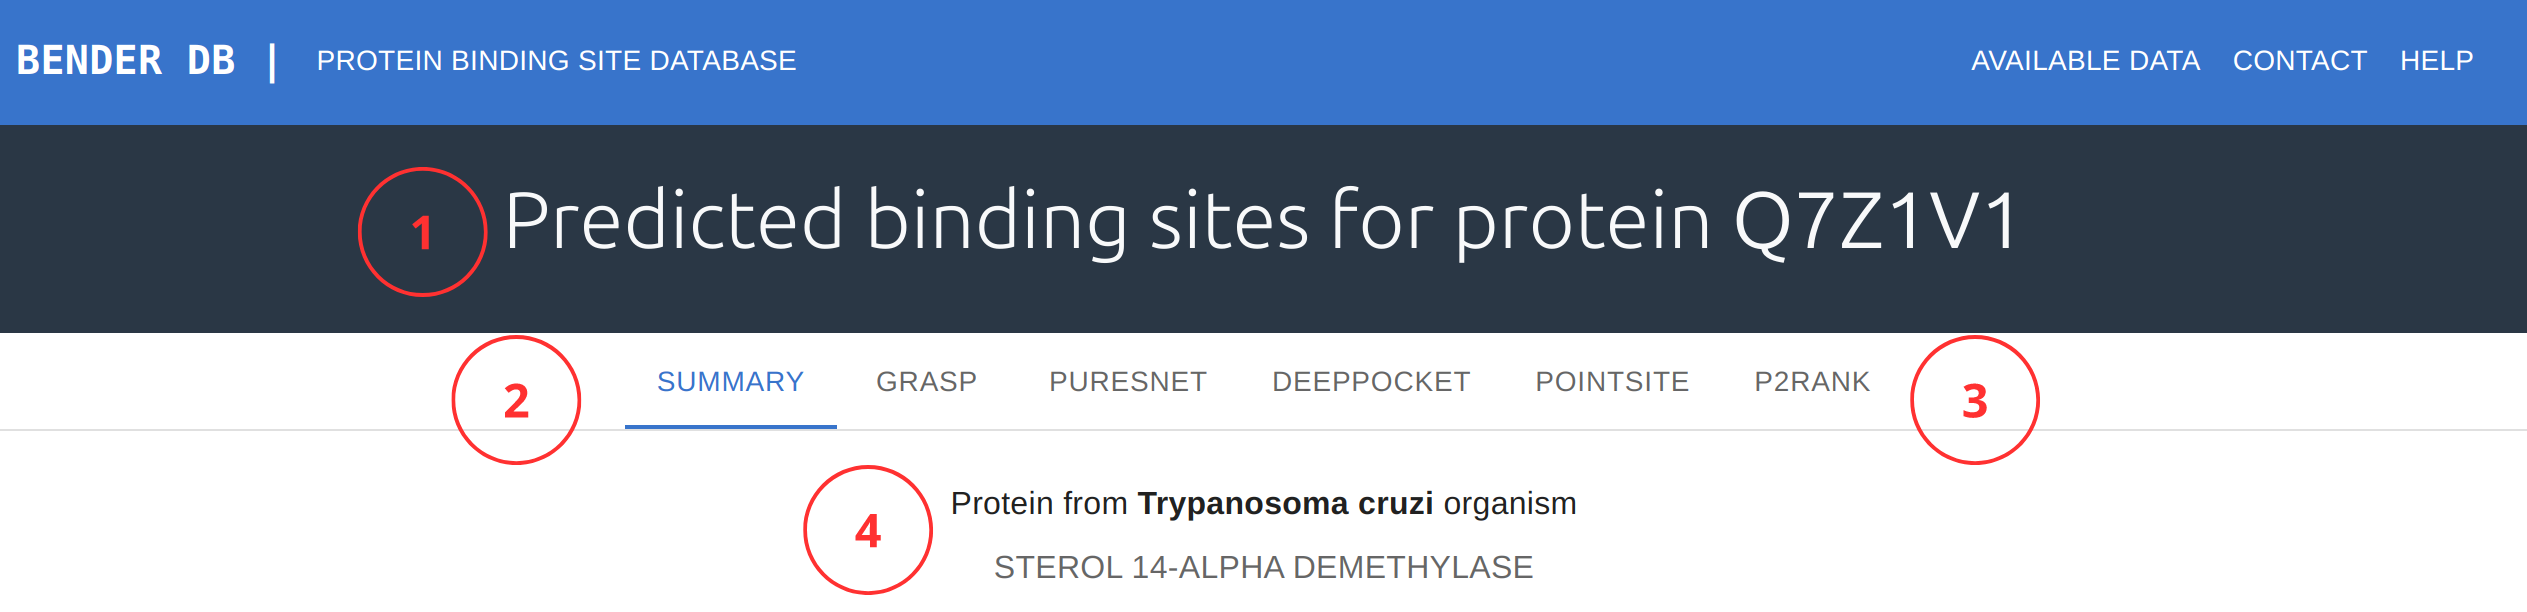 BENDER DB | PROTEIN BINDING SITE DATABASE AVAILABLE DATA CONTACT HELP
1 Predicted binding sites for protein Q7Z1V1
2 SUMMARY GRASP PURESNET DEEPPOCKET POINTSITE P2RANK 3
4 Protein from Trypanosoma cruzi organism
STEROL 14-ALPHA DEMETHYLASE